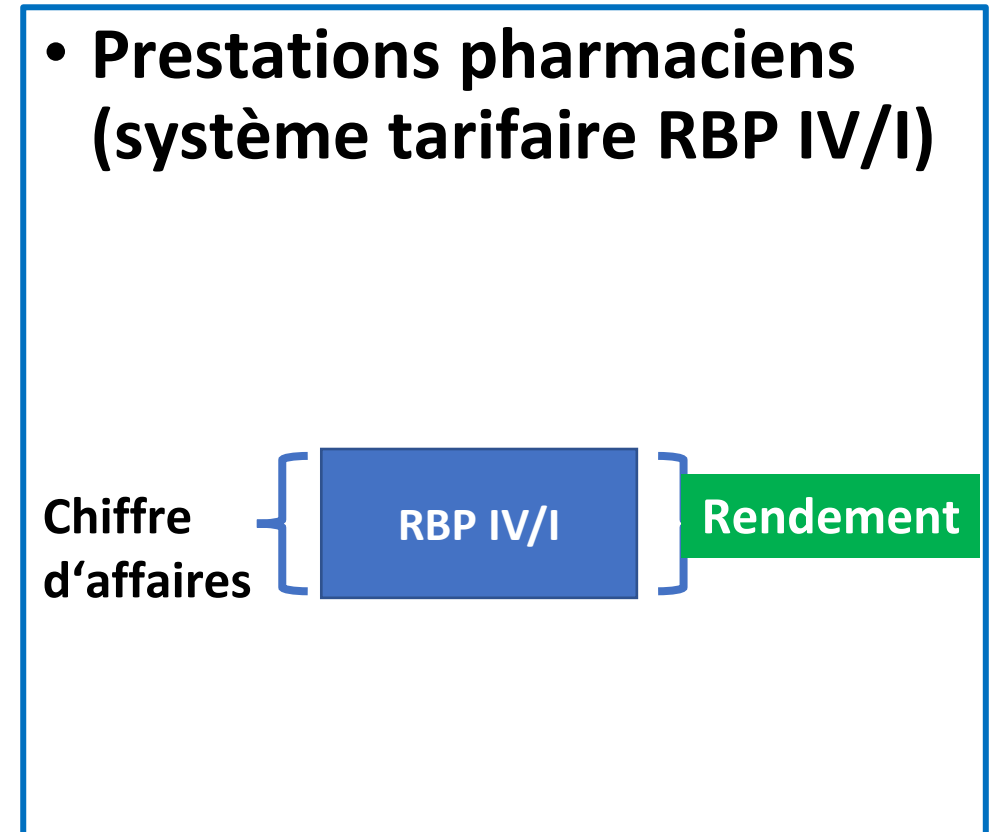 • Prestations pharmaciens
(système tarifaire RBP IV/I)
Chiffre
d‘affaires
RBP IV/I
Rendement